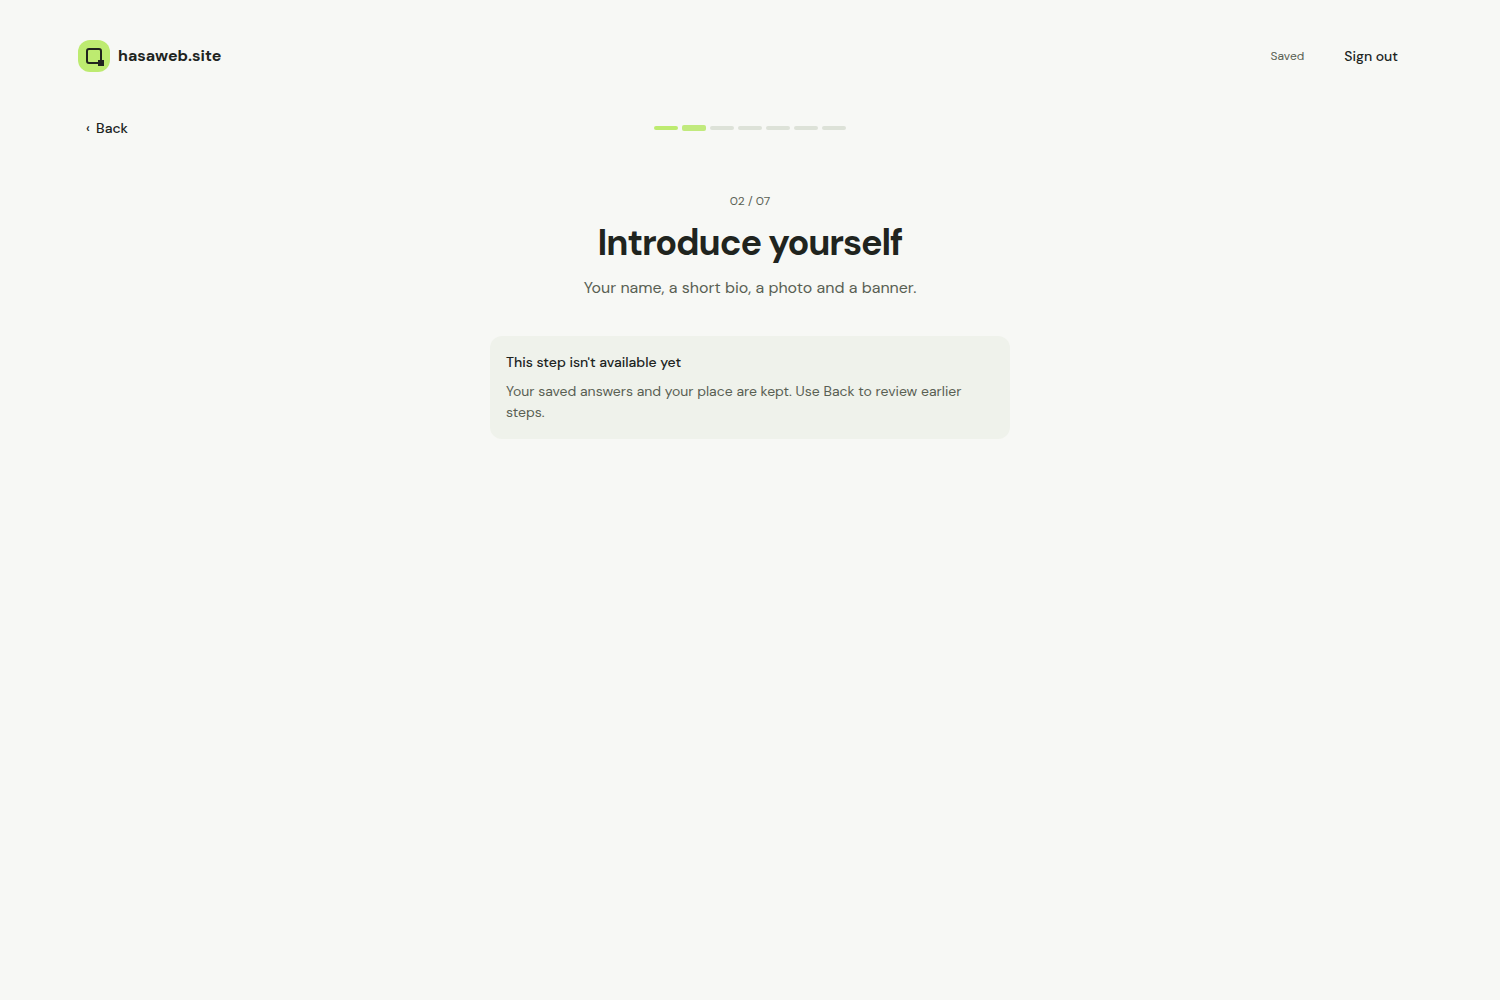 hasaweb.site
Saved
Sign out
‹ Back
02 / 07
Introduce yourself
Your name, a short bio, a photo and a banner.
This step isn't available yet
Your saved answers and your place are kept. Use Back to review earlier
steps.